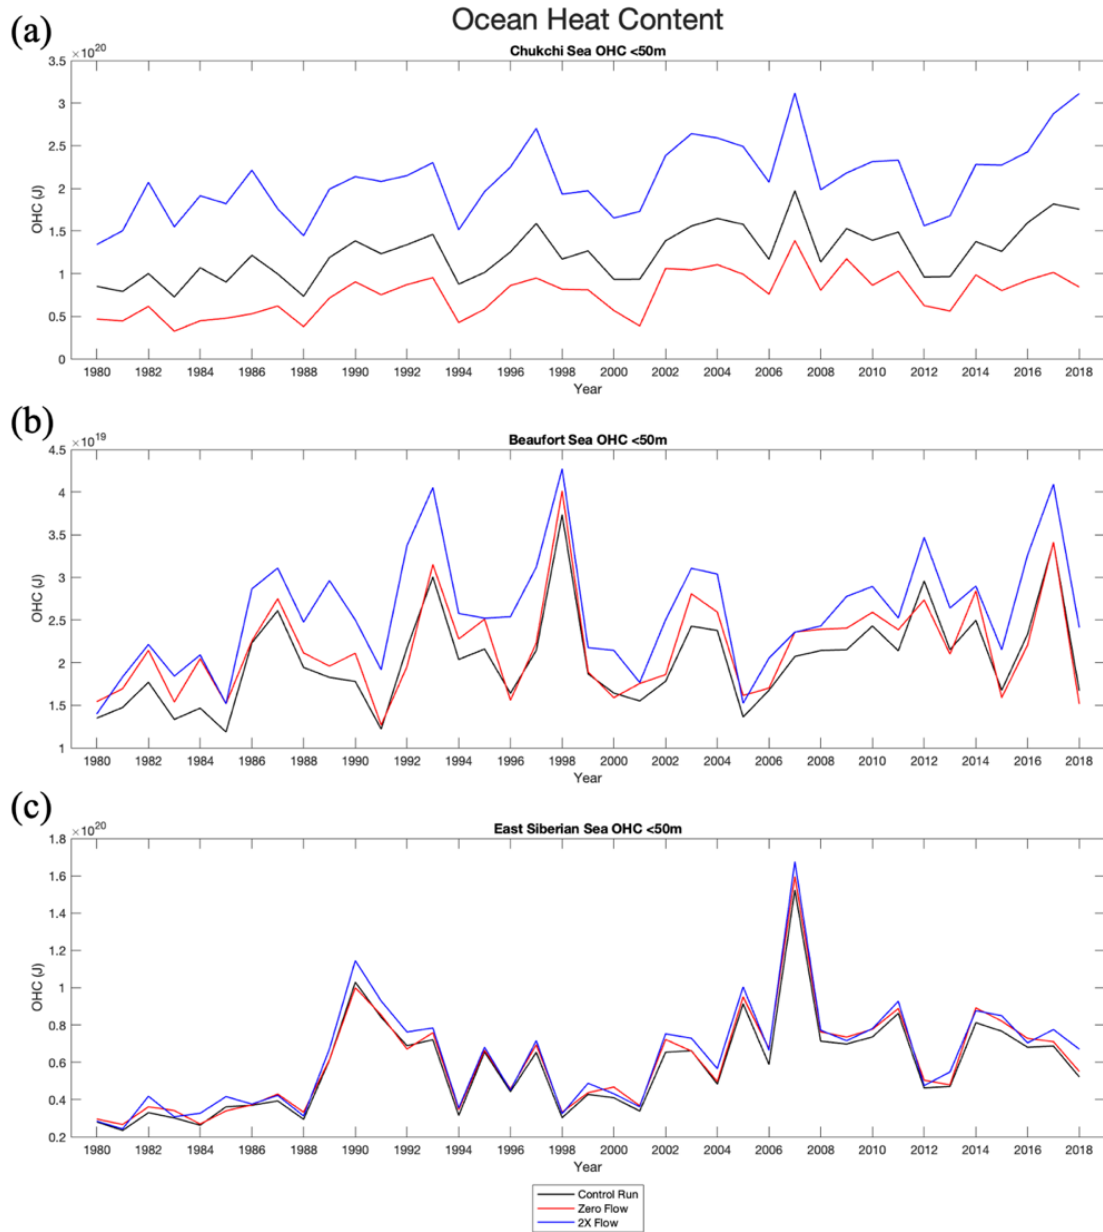 Ocean Heat Content
(a)
Chukchi Sea OHC <50m
×10^20
3.5
3
2.5
2
1.5
1
0.5
0
OHC (J)
1980 1982 1984 1986 1988 1990 1992 1994 1996 1998 2000 2002 2004 2006 2008 2010 2012 2014 2016 2018
Year
(b)
Beaufort Sea OHC <50m
×10^19
4.5
4
3.5
3
2.5
2
1.5
1
OHC (J)
1980 1982 1984 1986 1988 1990 1992 1994 1996 1998 2000 2002 2004 2006 2008 2010 2012 2014 2016 2018
Year
(c)
East Siberian Sea OHC <50m
×10^20
1.8
1.6
1.4
1.2
1
0.8
0.6
0.4
0.2
OHC (J)
1980 1982 1984 1986 1988 1990 1992 1994 1996 1998 2000 2002 2004 2006 2008 2010 2012 2014 2016 2018
Year
Control Run
Zero Flow
2X Flow